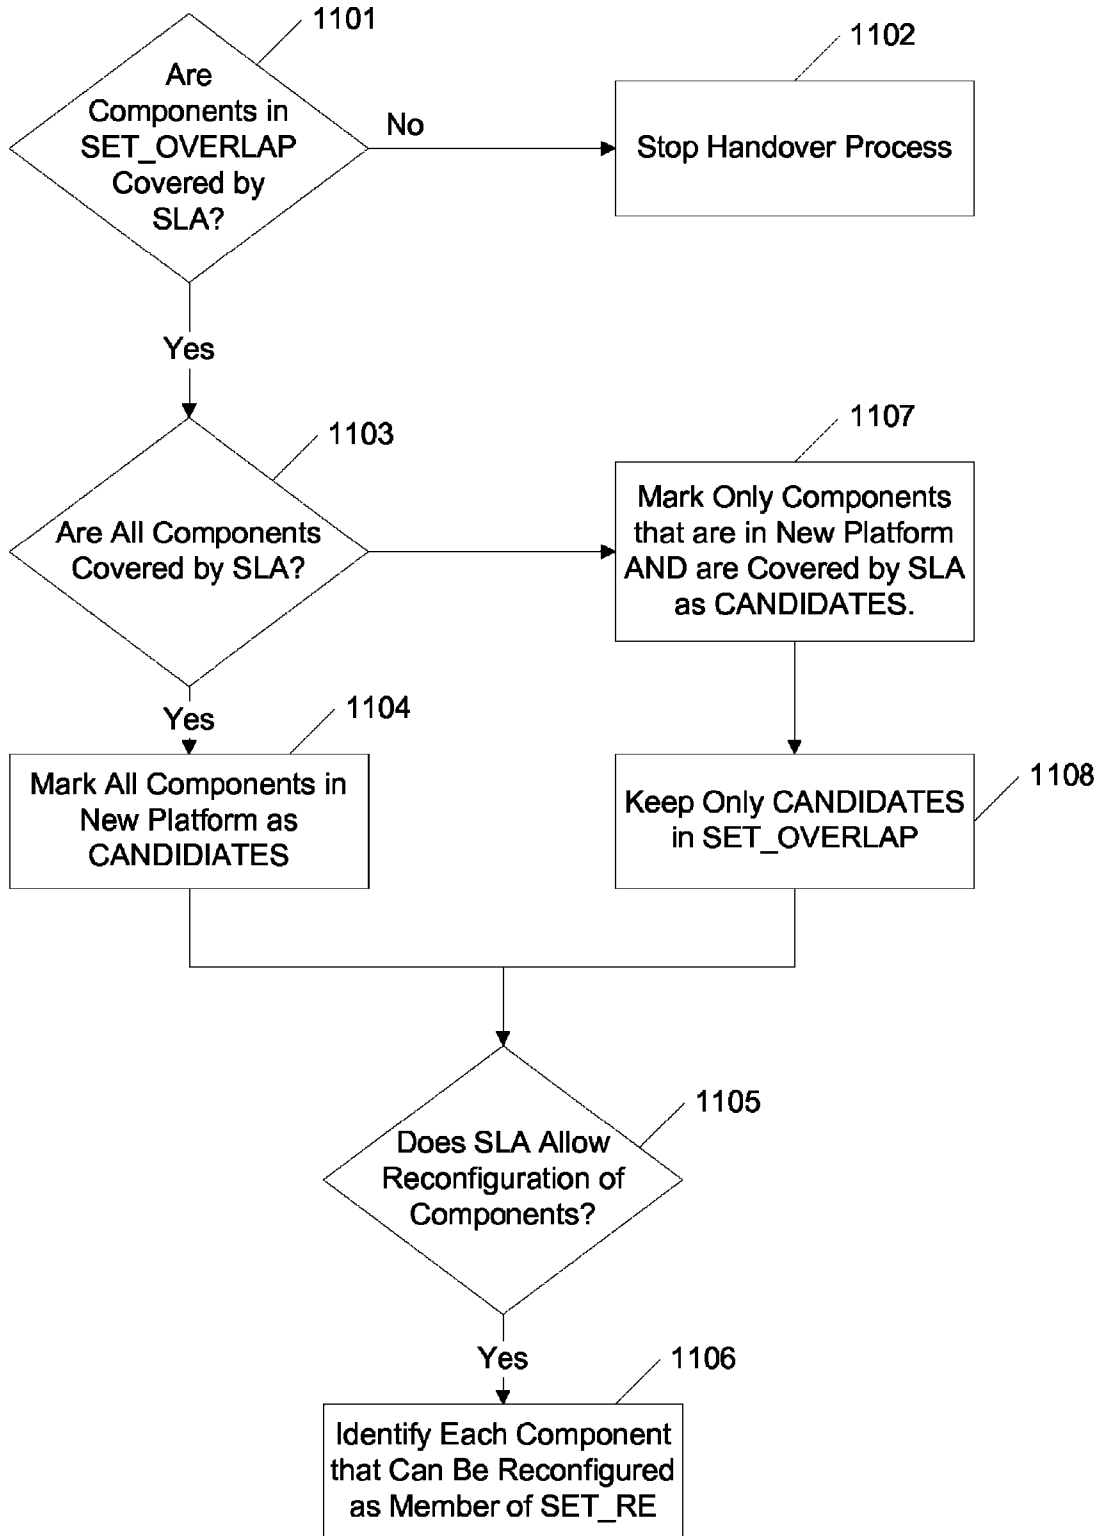 1101
Are
Components in
SET_OVERLAP
Covered by
SLA?
No
1102
Stop Handover Process
Yes
1103
Are All Components
Covered by SLA?
1107
Mark Only Components
that are in New Platform
AND are Covered by SLA
as CANDIDATES.
Yes
1104
Mark All Components in
New Platform as
CANDIDIATES
1108
Keep Only CANDIDATES
in SET_OVERLAP
1105
Does SLA Allow
Reconfiguration of
Components?
Yes
1106
Identify Each Component
that Can Be Reconfigured
as Member of SET_RE